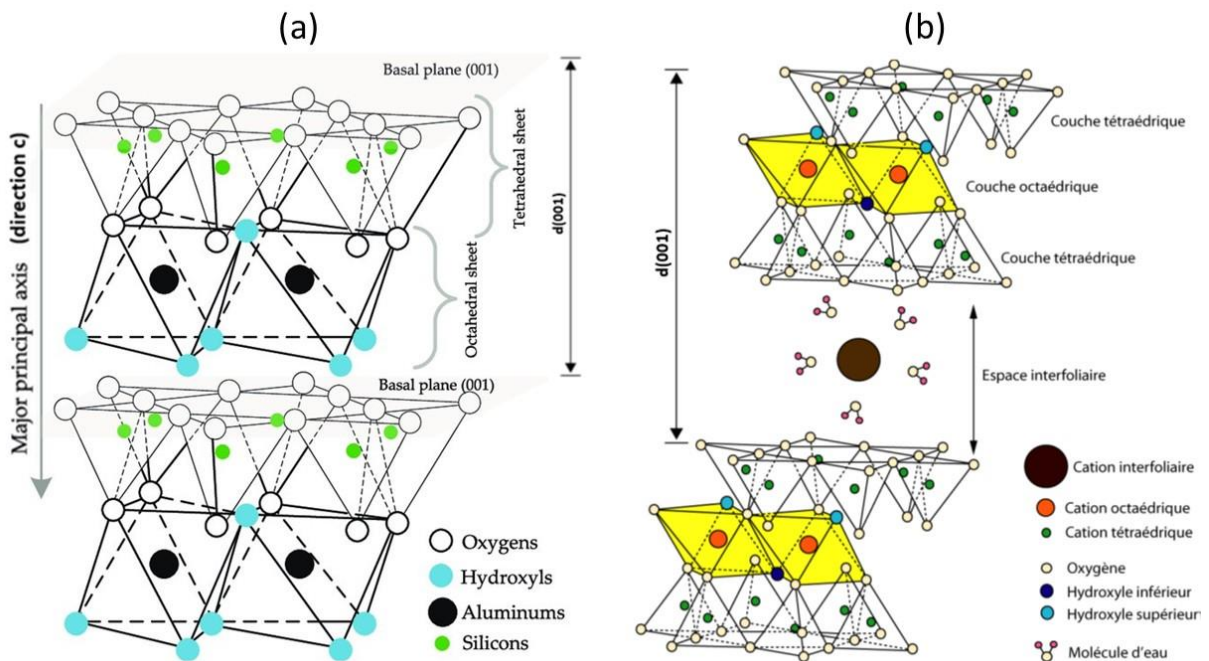 (a)
Basal plane (001)
Major principal axis (direction c)
Tetrahedral sheet
Octahedral sheet
d(001)
Basal plane (001)
Oxygens
Hydroxyls
Aluminums
Silicons
(b)
d(001)
Couche tétraédrique
Couche octaédrique
Couche tétraédrique
Espace interfoliaire
Cation interfoliaire
Cation octaédrique
Cation tétraédrique
Oxygène
Hydroxyle inférieur
Hydroxyle supérieur
Molécule d'eau